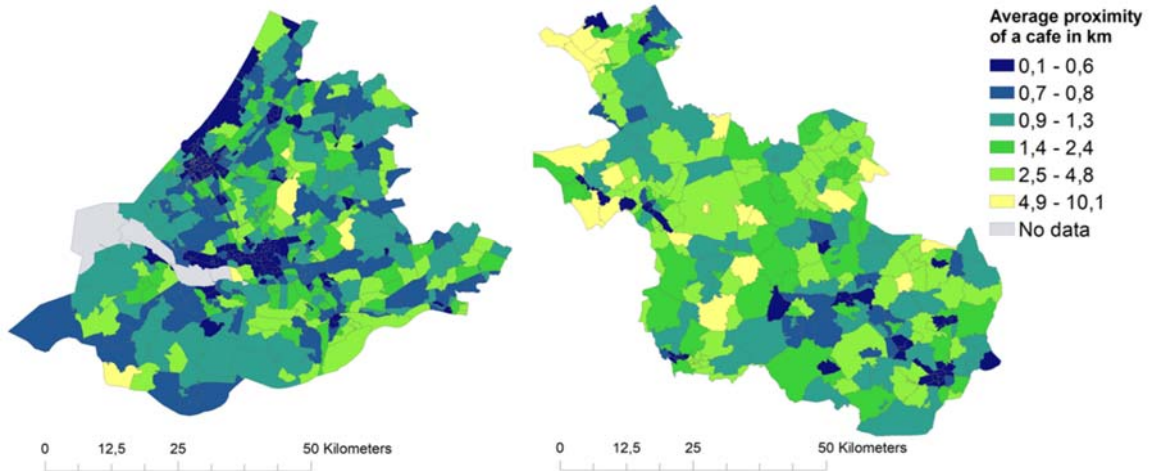 Average proximity
of a cafe in km
0,1 - 0,6
0,7 - 0,8
0,9 - 1,3
1,4 - 2,4
2,5 - 4,8
4,9 - 10,1
No data
0 12,5 25 50 Kilometers
0 12,5 25 50 Kilometers